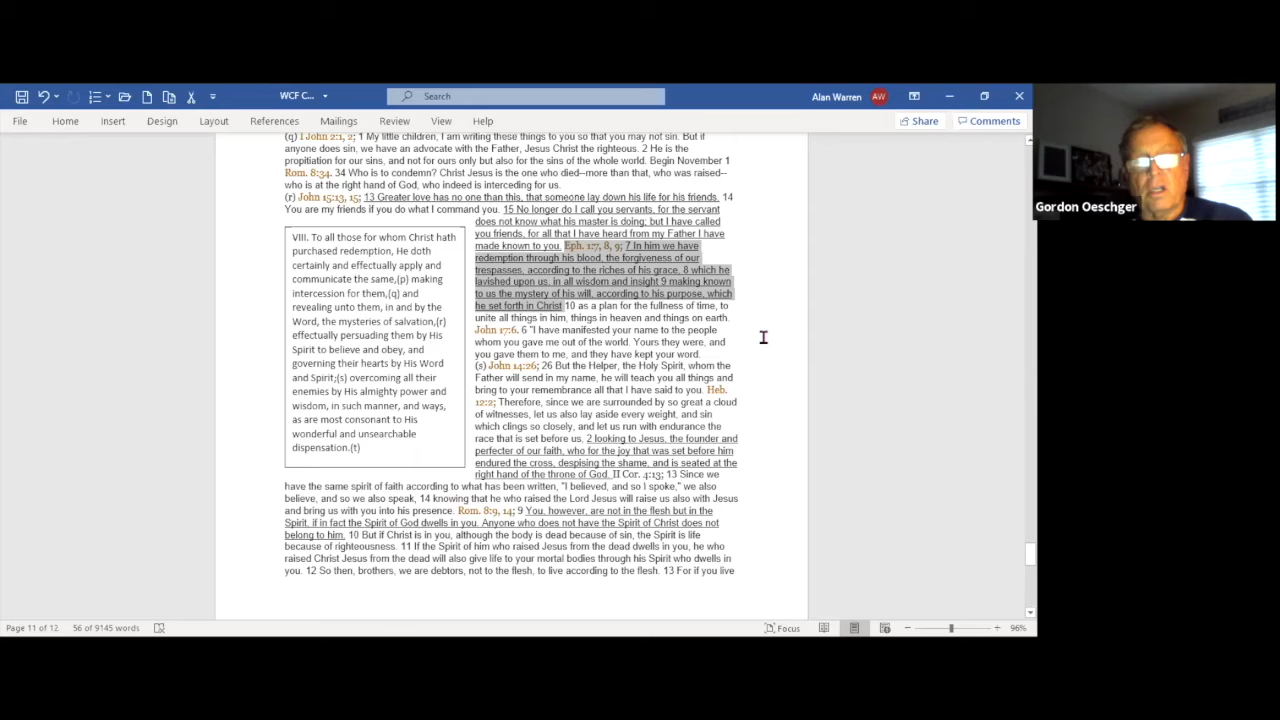 WCF C...
Search
Alan Warren
AW
File Home Insert Design Layout References Mailings Review View Help
Share Comments
Gordon Oeschger
(q) I John 2:1, 2; 1 My little children, I am writing these things to you so that you may not sin. But if
anyone does sin, we have an advocate with the Father, Jesus Christ the righteous. 2 He is the
propitiation for our sins, and not for ours only but also for the sins of the whole world. Begin November 1
Rom. 8:34. 34 Who is to condemn? Christ Jesus is the one who died--more than that, who was raised--
who is at the right hand of God, who indeed is interceding for us.
(r) John 15:13, 15; 13 Greater love has no one than this, that someone lay down his life for his friends. 14
You are my friends if you do what I command you. 15 No longer do I call you servants, for the servant
does not know what his master is doing; but I have called
you friends, for all that I have heard from my Father I have
made known to you. Eph. 1:7, 8, 9; 7 In him we have
redemption through his blood, the forgiveness of our
trespasses, according to the riches of his grace, 8 which he
lavished upon us, in all wisdom and insight 9 making known
to us the mystery of his will, according to his purpose, which
he set forth in Christ 10 as a plan for the fullness of time, to
unite all things in him, things in heaven and things on earth.
John 17:6. 6 "I have manifested your name to the people
whom you gave me out of the world. Yours they were, and
you gave them to me, and they have kept your word.
(s) John 14:26; 26 But the Helper, the Holy Spirit, whom the
Father will send in my name, he will teach you all things and
bring to your remembrance all that I have said to you. Heb.
12:2; Therefore, since we are surrounded by so great a cloud
of witnesses, let us also lay aside every weight, and sin
which clings so closely, and let us run with endurance the
race that is set before us, 2 looking to Jesus, the founder and
perfecter of our faith, who for the joy that was set before him
endured the cross, despising the shame, and is seated at the
right hand of the throne of God. II Cor. 4:13; 13 Since we
have the same spirit of faith according to what has been written, "I believed, and so I spoke," we also
believe, and so we also speak, 14 knowing that he who raised the Lord Jesus will raise us also with Jesus
and bring us with you into his presence. Rom. 8:9, 14; 9 You, however, are not in the flesh but in the
Spirit, if in fact the Spirit of God dwells in you. Anyone who does not have the Spirit of Christ does not
belong to him. 10 But if Christ is in you, although the body is dead because of sin, the Spirit is life
because of righteousness. 11 If the Spirit of him who raised Jesus from the dead dwells in you, he who
raised Christ Jesus from the dead will also give life to your mortal bodies through his Spirit who dwells in
you. 12 So then, brothers, we are debtors, not to the flesh, to live according to the flesh. 13 For if you live
VIII. To all those for whom Christ hath
purchased redemption, He doth
certainly and effectually apply and
communicate the same,(p) making
intercession for them,(q) and
revealing unto them, in and by the
Word, the mysteries of salvation,(r)
effectually persuading them by His
Spirit to believe and obey, and
governing their hearts by His Word
and Spirit;(s) overcoming all their
enemies by His almighty power and
wisdom, in such manner, and ways,
as are most consonant to His
wonderful and unsearchable
dispensation.(t)
Page 11 of 12 56 of 9145 words
Focus
96%